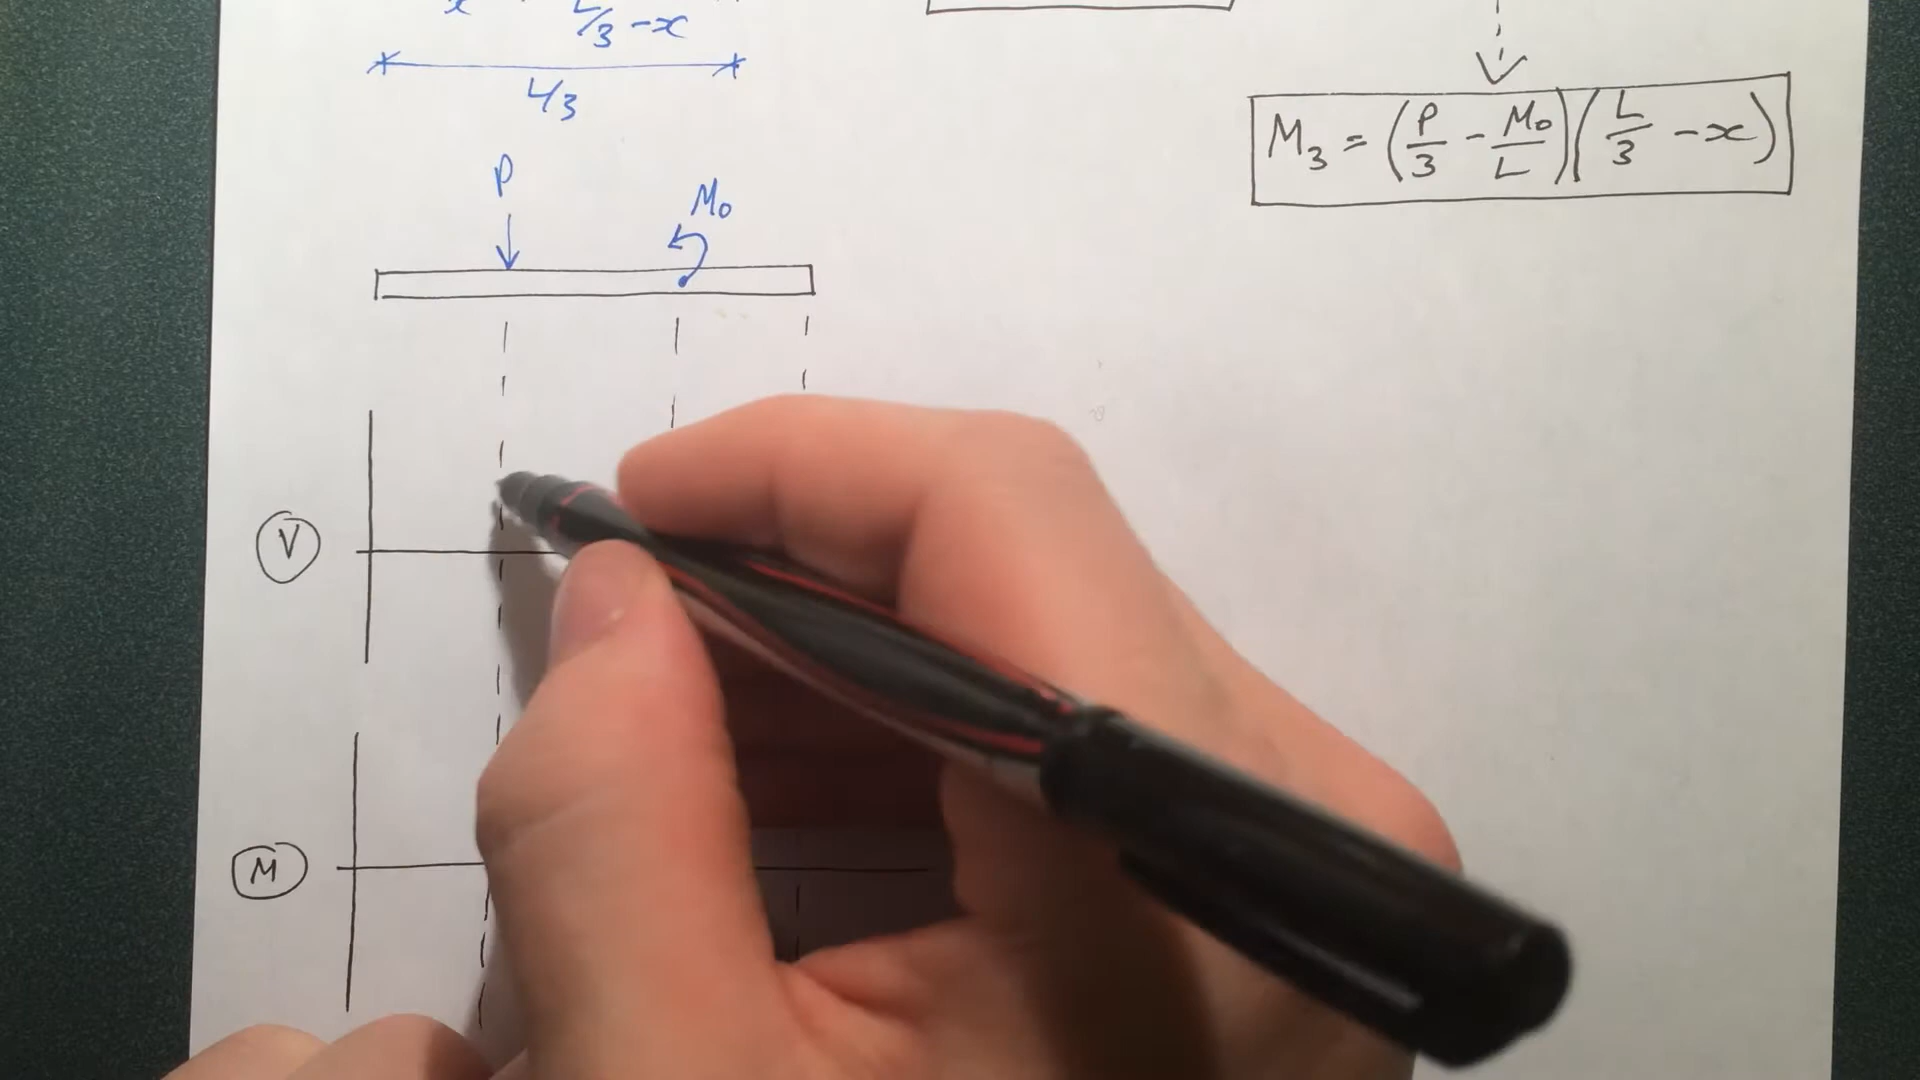 x L/3 - x
L/3
M₃ = (P/3 - M₀/L)(L/3 - x)
P
M₀
V
M